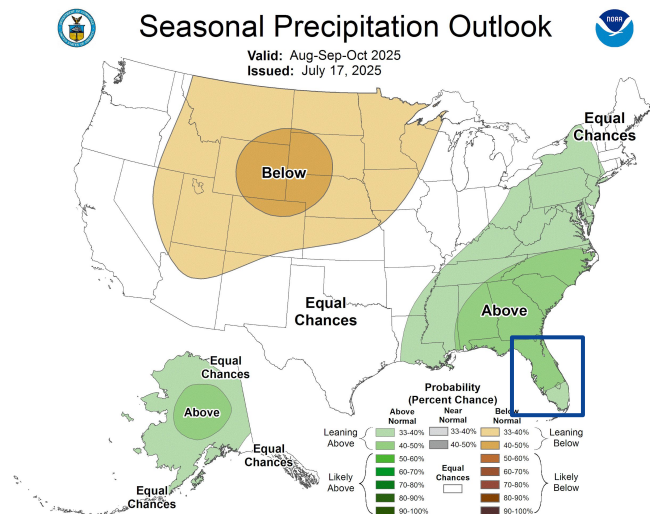 Seasonal Precipitation Outlook
NOAA
Valid: Aug-Sep-Oct 2025
Issued: July 17, 2025
Equal
Chances
Below
Above
Equal
Chances
Equal
Chances
Above
Equal
Chances
Equal
Chances
Probability
(Percent Chance)
Above
Normal
Near
Normal
Below
Normal
Leaning
Above
33-40%
40-50%
50-60%
60-70%
70-80%
80-90%
90-100%
Likely
Above
33-40%
40-50%
Equal
Chances
33-40%
40-50%
50-60%
60-70%
70-80%
80-90%
90-100%
Leaning
Below
Likely
Below